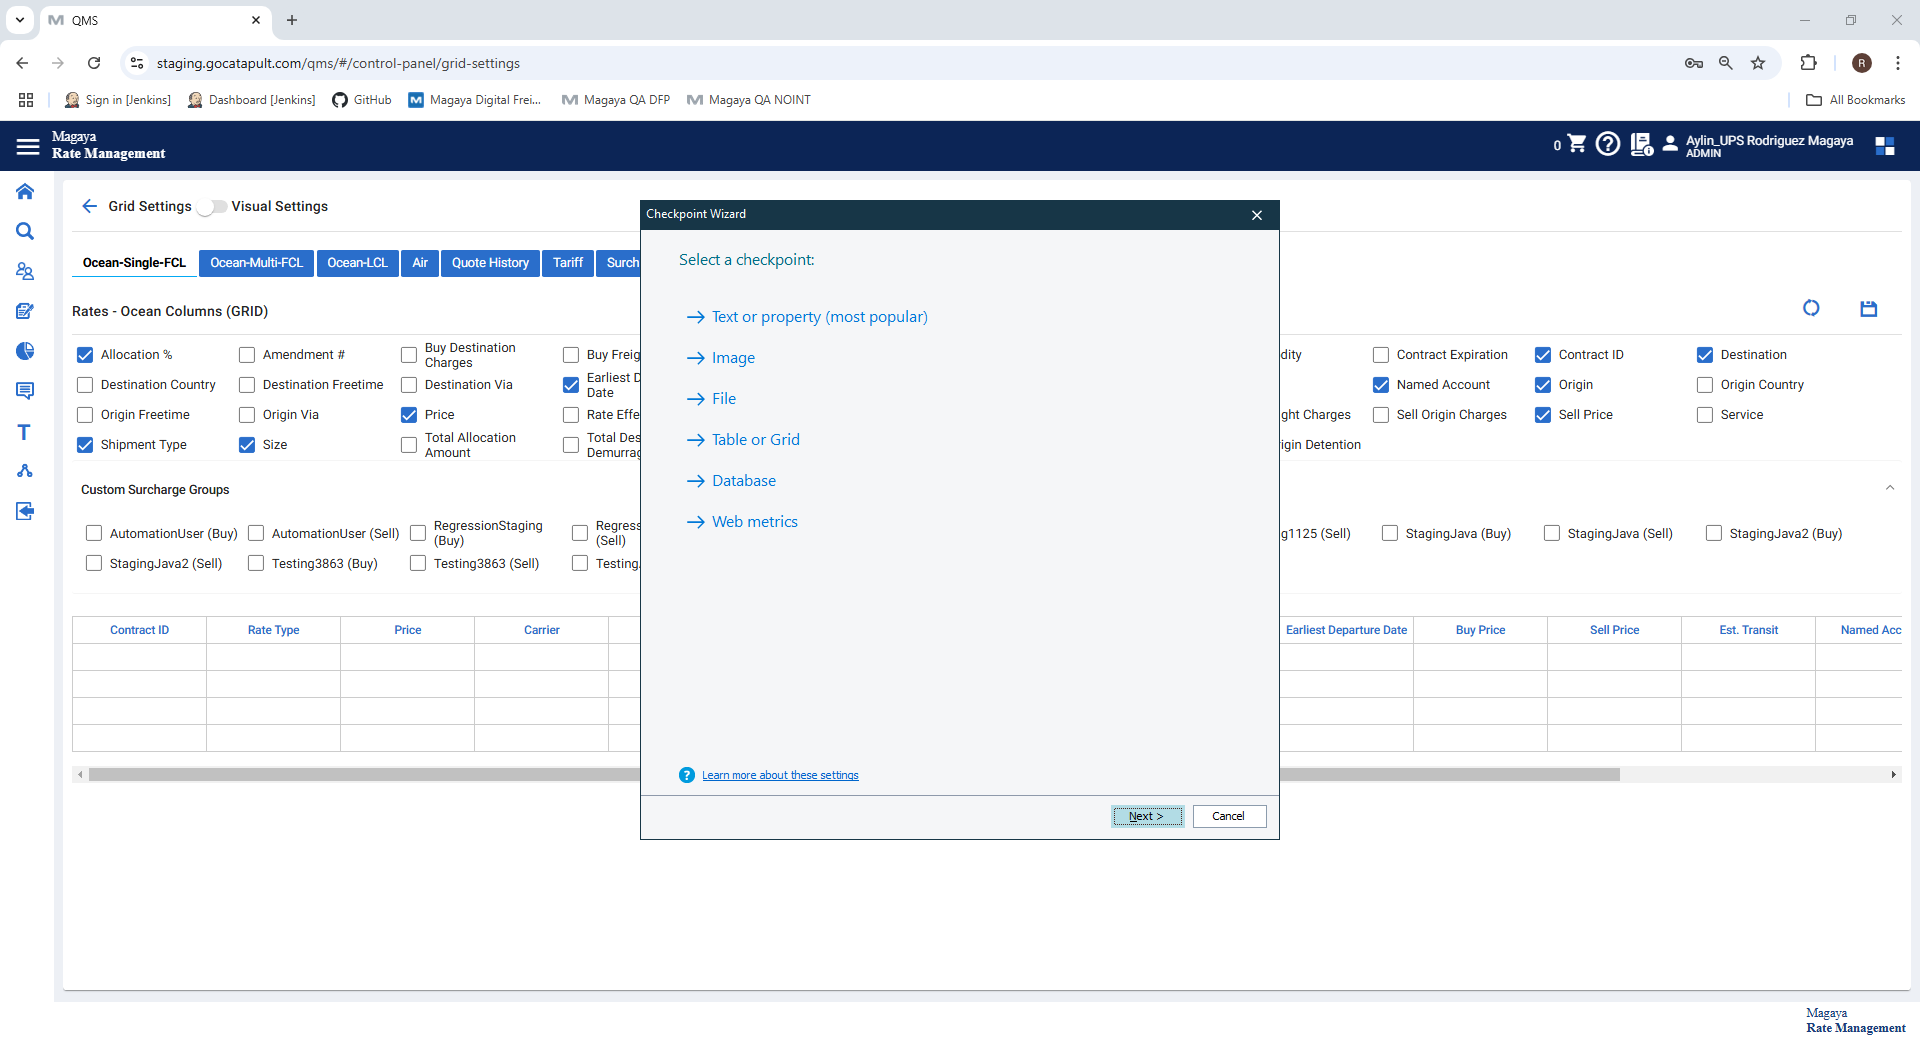 QMS
staging.gocatapult.com/qms/#/control-panel/grid-settings
R
Sign in [Jenkins]
Dashboard [Jenkins]
GitHub
Magaya Digital Frei...
Magaya QA DFP
Magaya QA NOINT
All Bookmarks
Magaya
Rate Management
0
Aylin_UPS Rodriguez Magaya
ADMIN
Grid Settings
Visual Settings
Ocean-Single-FCL
Ocean-Multi-FCL
Ocean-LCL
Air
Quote History
Tariff
Surch
Rates - Ocean Columns (GRID)
Allocation %
Amendment #
Buy Destination
Charges
Buy Freig
dity
Contract Expiration
Contract ID
Destination
Destination Country
Destination Freetime
Destination Via
Earliest D
Date
Named Account
Origin
Origin Country
Origin Freetime
Origin Via
Price
Rate Effe
ght Charges
Sell Origin Charges
Sell Price
Service
Shipment Type
Size
Total Allocation
Amount
Total Des
Demurrag
igin Detention
Custom Surcharge Groups
AutomationUser (Buy)
AutomationUser (Sell)
RegressionStaging
(Buy)
Regress
(Sell)
g1125 (Sell)
StagingJava (Buy)
StagingJava (Sell)
StagingJava2 (Buy)
StagingJava2 (Sell)
Testing3863 (Buy)
Testing3863 (Sell)
Testing
Contract ID
Rate Type
Price
Carrier
Earliest Departure Date
Buy Price
Sell Price
Est. Transit
Named Acc
Checkpoint Wizard
Select a checkpoint:
Text or property (most popular)
Image
File
Table or Grid
Database
Web metrics
Learn more about these settings
Next >
Cancel
Magaya
Rate Management